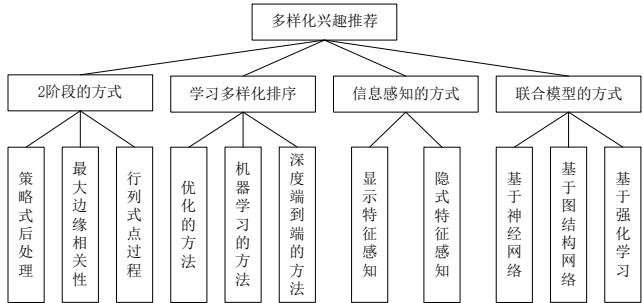 多样化兴趣推荐
2阶段的方式
学习多样化排序
信息感知的方式
联合模型的方式
策略式后处理
最大边缘相关性
行列式点过程
优化的方法
机器学习的方法
深度端到端的方法
显示特征感知
隐式特征感知
基于神经网络
基于图结构网络
基于强化学习